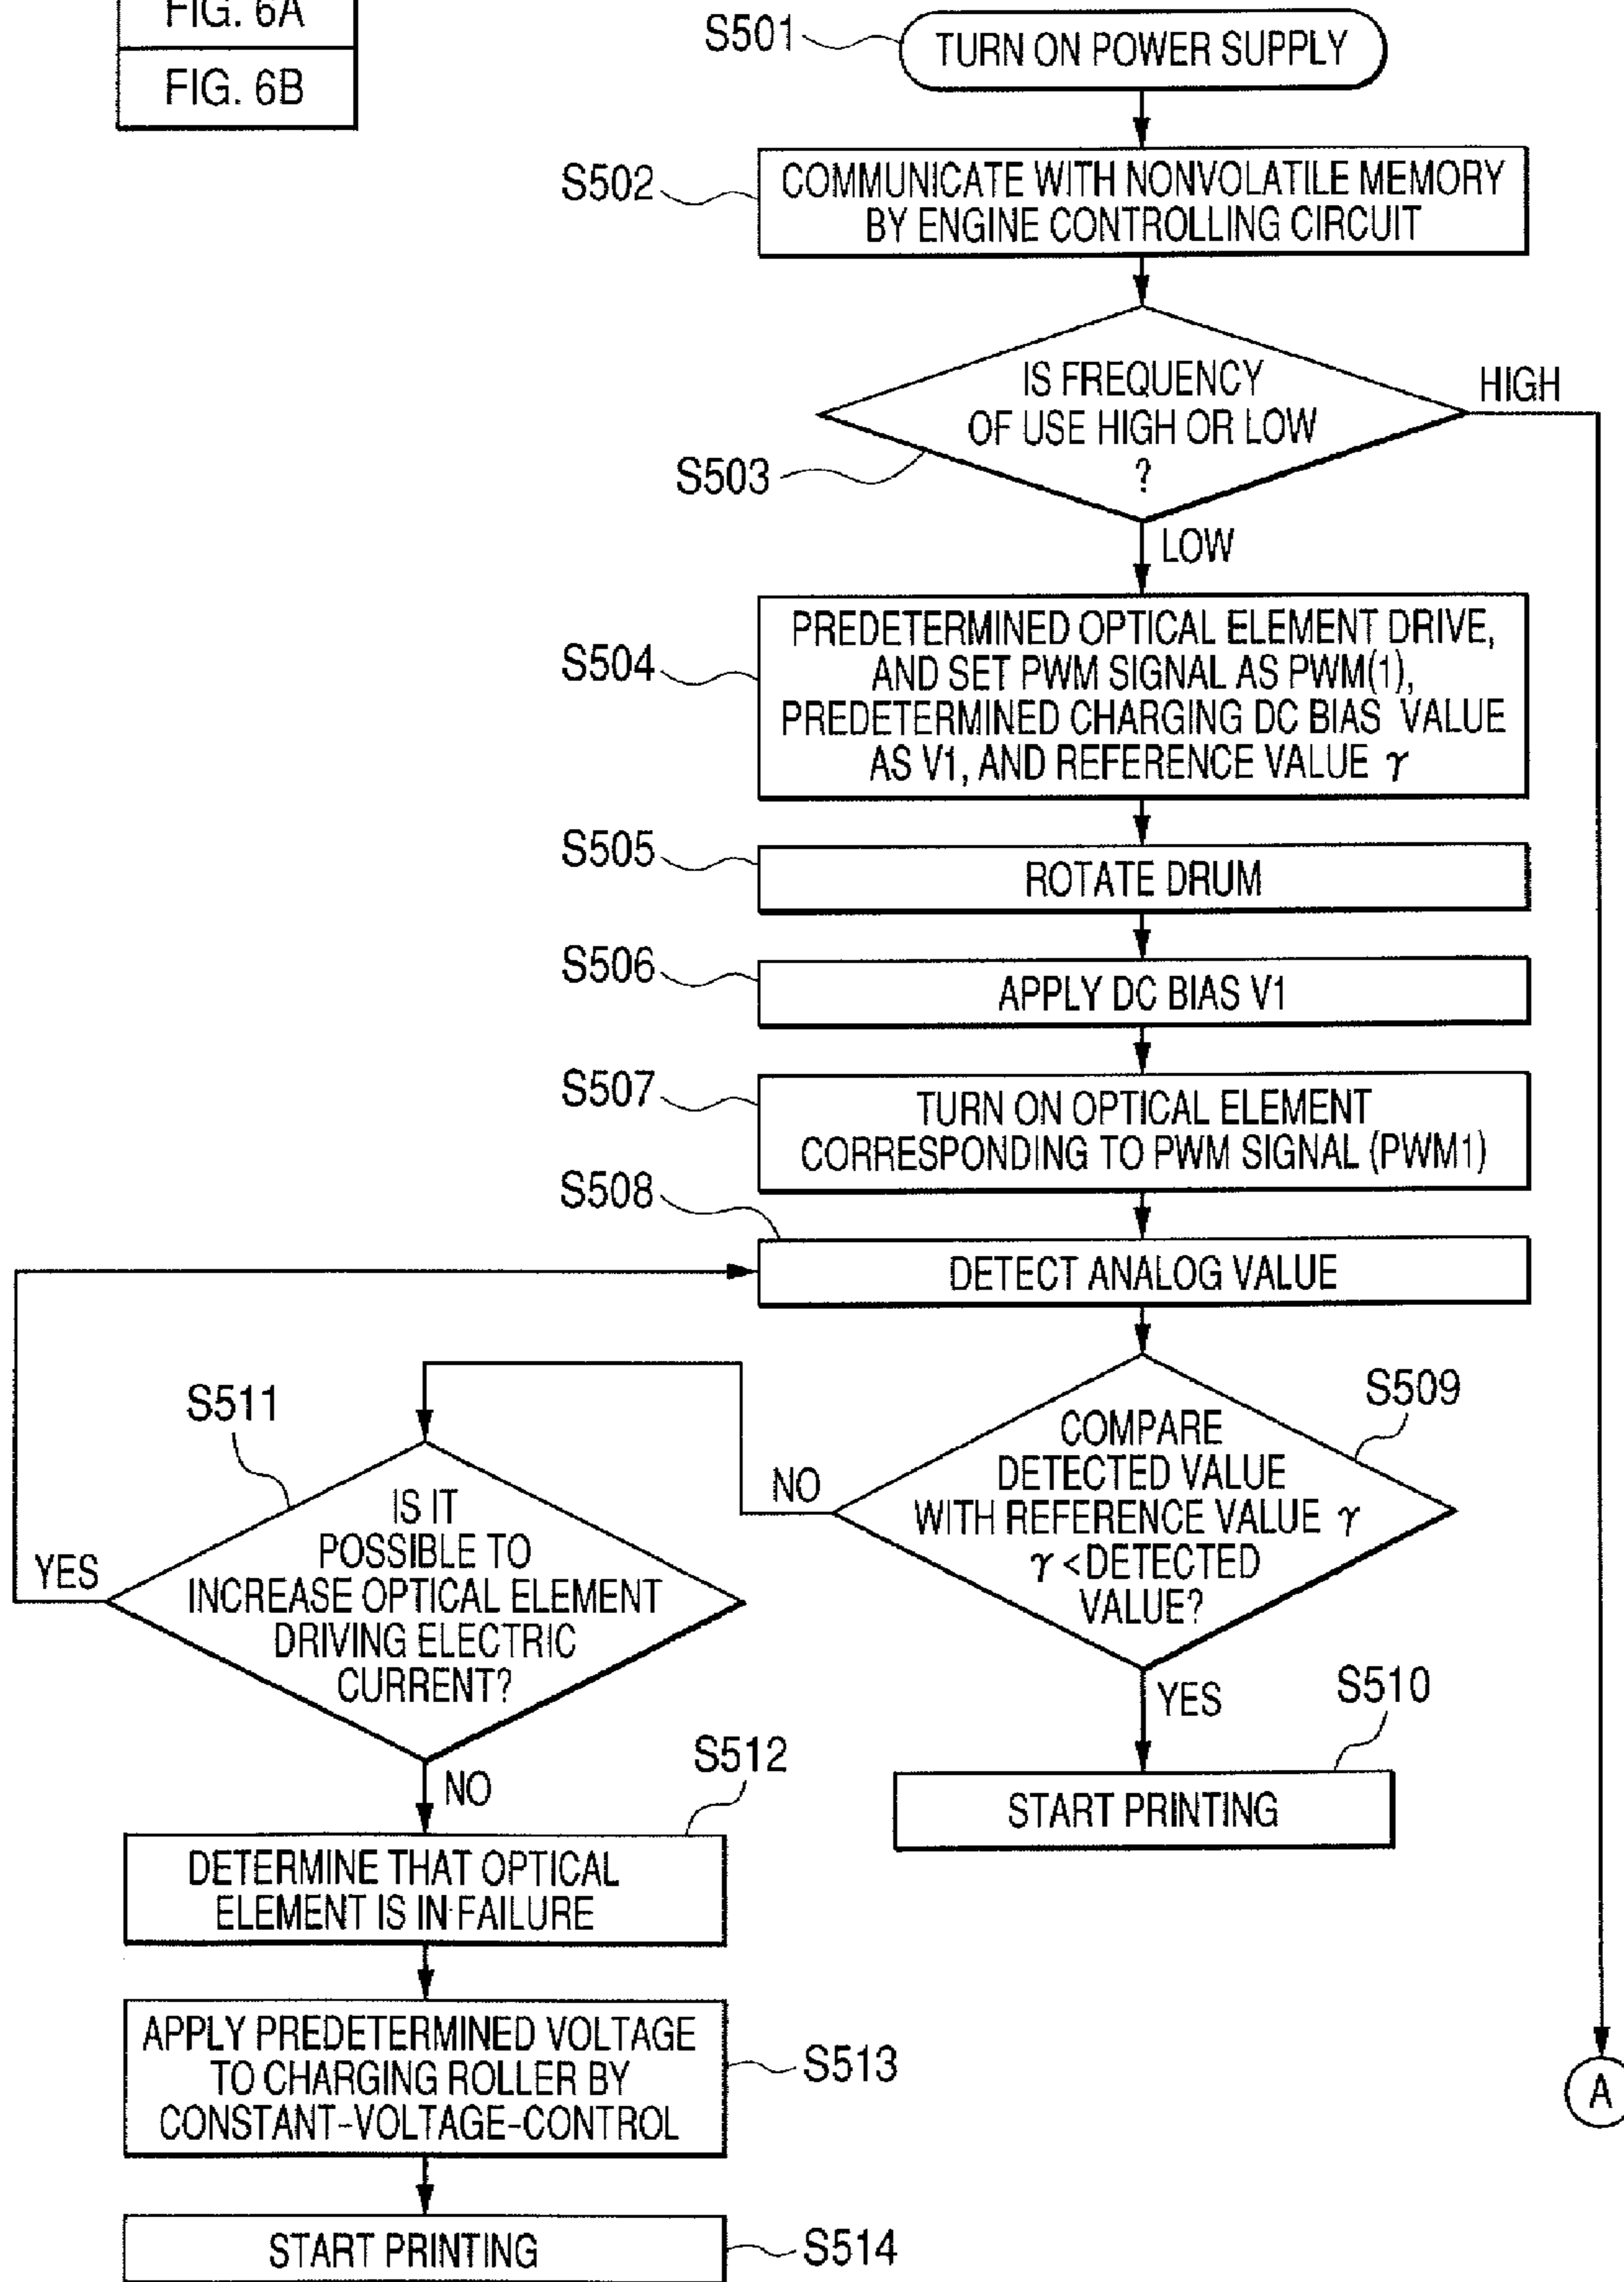 FIG. 6A
FIG. 6B
S501
TURN ON POWER SUPPLY
S502
COMMUNICATE WITH NONVOLATILE MEMORY
BY ENGINE CONTROLLING CIRCUIT
IS FREQUENCY
OF USE HIGH OR LOW
?
HIGH
S503
LOW
S504
PREDETERMINED OPTICAL ELEMENT DRIVE,
AND SET PWM SIGNAL AS PWM(1),
PREDETERMINED CHARGING DC BIAS VALUE
AS V1, AND REFERENCE VALUE γ
S505
ROTATE DRUM
S506
APPLY DC BIAS V1
S507
TURN ON OPTICAL ELEMENT
CORRESPONDING TO PWM SIGNAL (PWM1)
S508
DETECT ANALOG VALUE
S509
COMPARE
DETECTED VALUE
WITH REFERENCE VALUE γ
γ<DETECTED
VALUE?
NO
YES
S510
START PRINTING
S511
IS IT
POSSIBLE TO
INCREASE OPTICAL ELEMENT
DRIVING ELECTRIC
CURRENT?
YES
NO
S512
DETERMINE THAT OPTICAL
ELEMENT IS IN FAILURE
APPLY PREDETERMINED VOLTAGE
TO CHARGING ROLLER BY
CONSTANT-VOLTAGE-CONTROL
S513
START PRINTING
S514
A